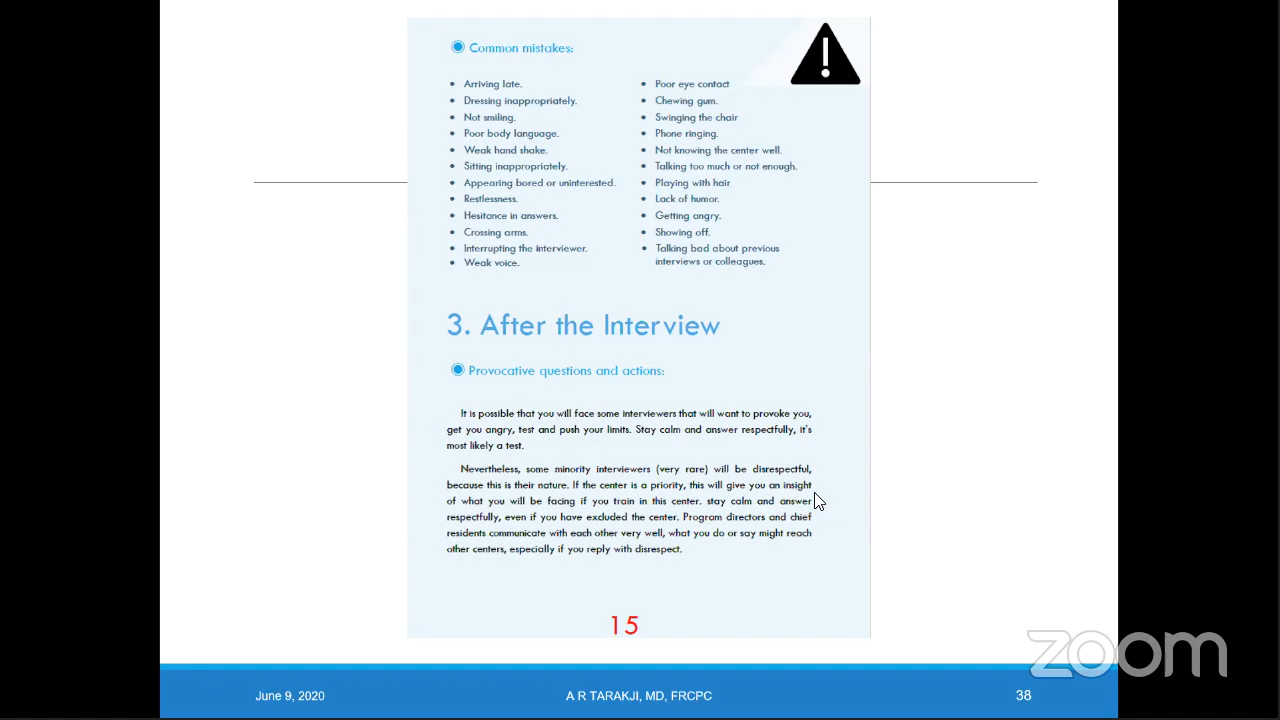 Common mistakes:
Arriving late.
Dressing inappropriately.
Not smiling.
Poor body language.
Weak hand shake.
Sitting inappropriately.
Appearing bored or uninterested.
Restlessness.
Hesitance in answers.
Crossing arms.
Interrupting the interviewer.
Weak voice.
Poor eye contact
Chewing gum.
Swinging the chair
Phone ringing.
Not knowing the center well.
Talking too much or not enough.
Playing with hair
Lack of humor.
Getting angry.
Showing off.
Talking bad about previous
interviews or colleagues.
3. After the Interview
Provocative questions and actions:
It is possible that you will face some interviewers that will want to provoke you,
get you angry, test and push your limits. Stay calm and answer respectfully, it's
most likely a test.
Nevertheless, some minority interviewers (very rare) will be disrespectful,
because this is their nature. If the center is a priority, this will give you an insight
of what you will be facing if you train in this center. stay calm and answer
respectfully, even if you have excluded the center. Program directors and chief
residents communicate with each other very well, what you do or say might reach
other centers, especially if you reply with disrespect.
15
zoom
June 9, 2020
A R TARAKJI, MD, FRCPC
38